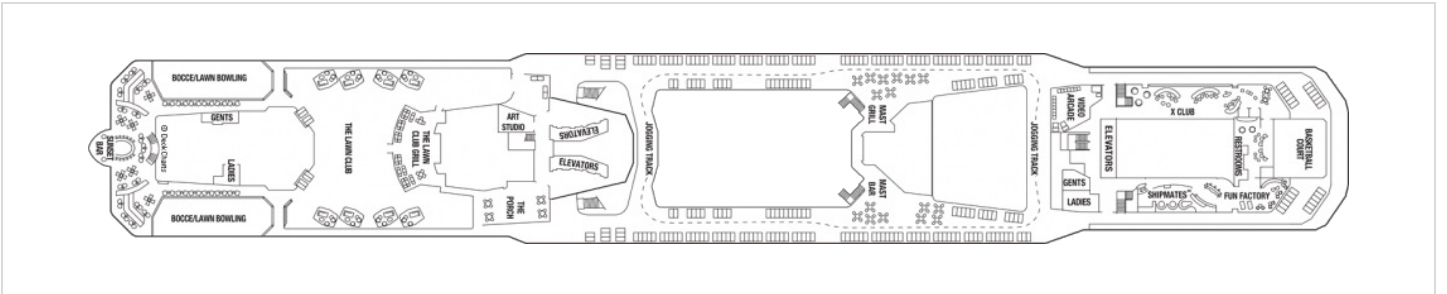 BOCCE/LAWN BOWLING
GENTS
© Deck Charts
SUNSET
BAR
LADIES
BOCCE/LAWN BOWLING
THE LAWN CLUB
THE LAWN
CLUB GRILL
ART
STUDIO
ELEVATORS
ELEVATORS
THE
PORCH
JOGGING TRACK
MAST
GRILL
MAST
BAR
JOGGING TRACK
VIDEO
ARCADE
ELEVATORS
GENTS
LADIES
X CLUB
RESTROOMS
BASKETBALL
COURT
SHIPMATES
FUN FACTORY